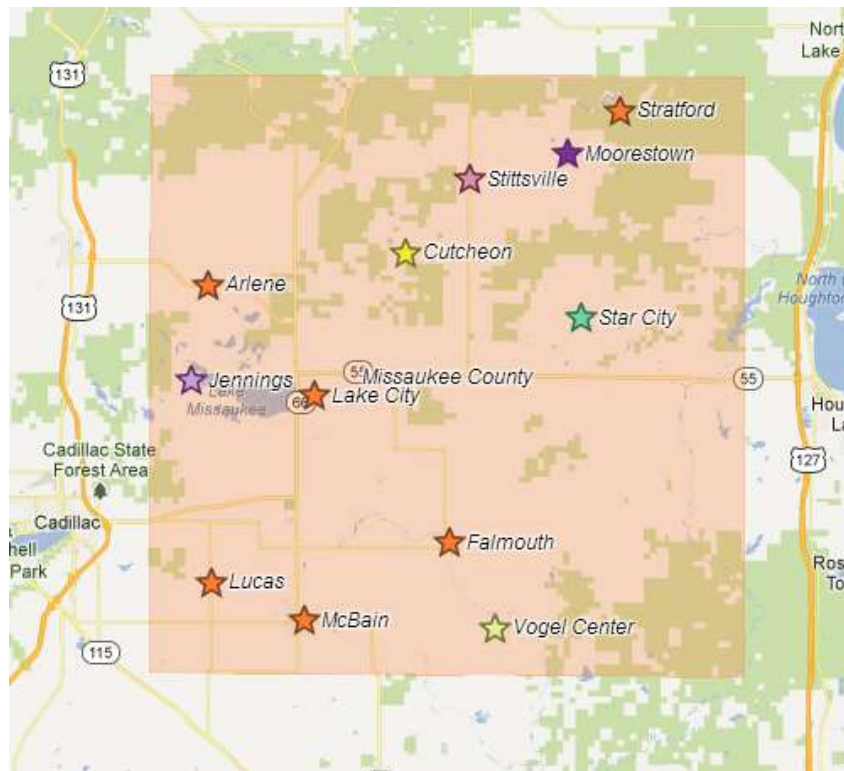 131
Nort
Lake
Stratford
Moorestown
Stittsville
Cutcheon
Arlene
131
North
Houghton
Star City
Jennings
55
Missaukee County
55
Lake
Missaukee
66
Lake City
Hou
La
127
Cadillac State
Forest Area
Cadillac
hell
Park
Falmouth
Ros
To
Lucas
McBain
Vogel Center
115